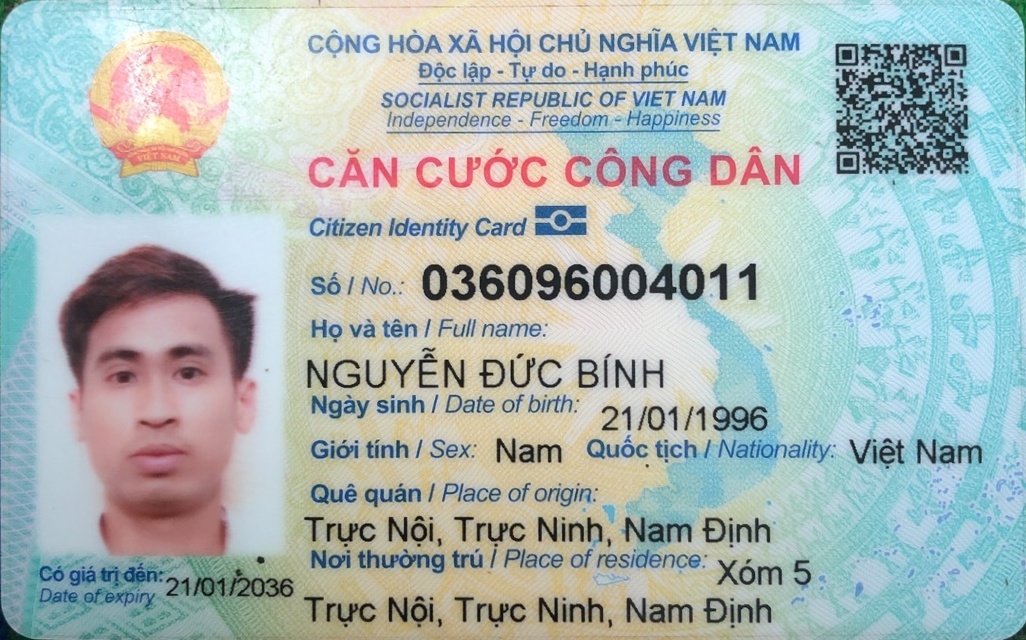 CỘNG HÒA XÃ HỘI CHỦ NGHĨA VIỆT NAM
Độc lập - Tự do - Hạnh phúc
SOCIALIST REPUBLIC OF VIET NAM
Independence - Freedom - Happiness
VIỆT NAM
CĂN CƯỚC CÔNG DÂN
Citizen Identity Card
Số / No.: 036096004011
Họ và tên / Full name:
NGUYỄN ĐỨC BÍNH
Ngày sinh / Date of birth: 21/01/1996
Giới tính / Sex: Nam Quốc tịch / Nationality: Việt Nam
Quê quán / Place of origin:
Trực Nội, Trực Ninh, Nam Định
Nơi thường trú / Place of residence: Xóm 5
Trực Nội, Trực Ninh, Nam Định
Có giá trị đến: 21/01/2036
Date of expiry